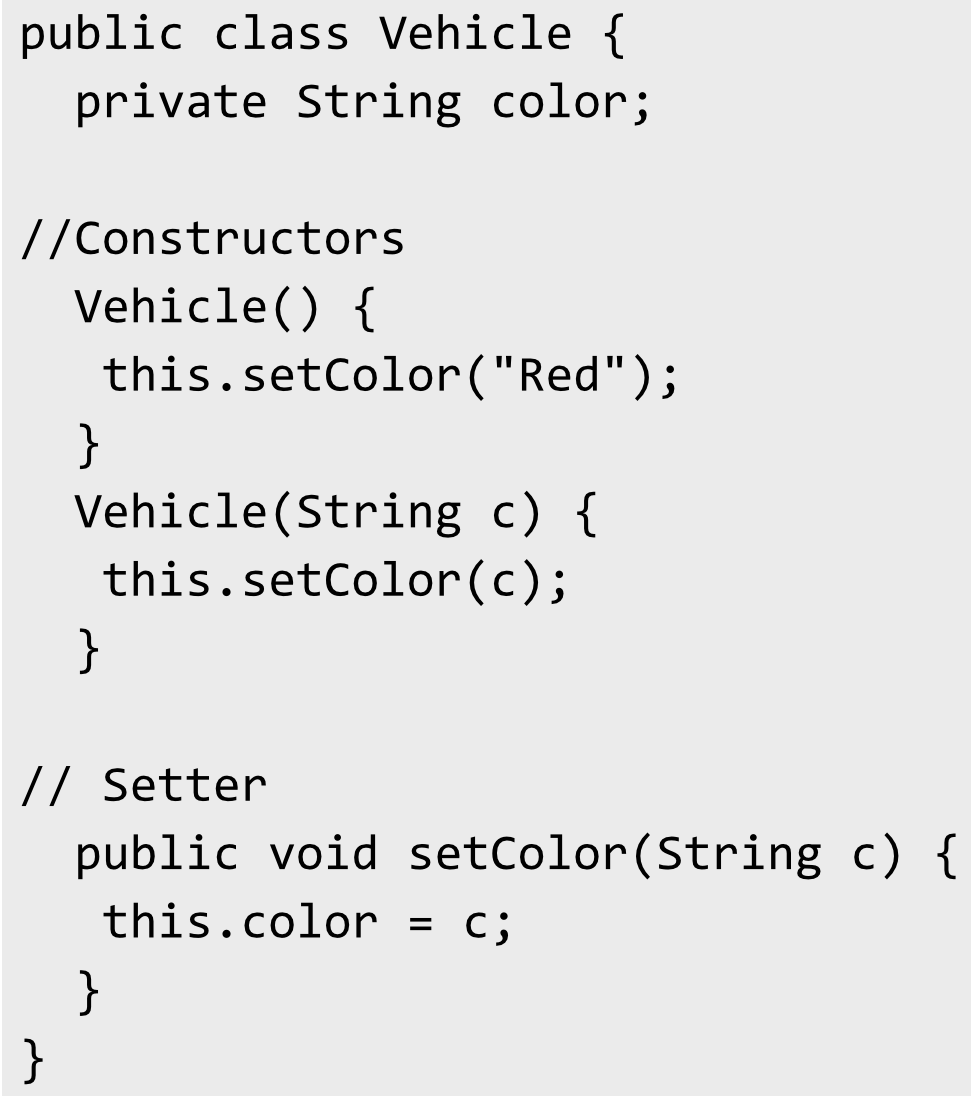 public class Vehicle {
  private String color;

//Constructors
  Vehicle() {
   this.setColor("Red");
  }
  Vehicle(String c) {
   this.setColor(c);
  }

// Setter
  public void setColor(String c) {
   this.color = c;
  }
}